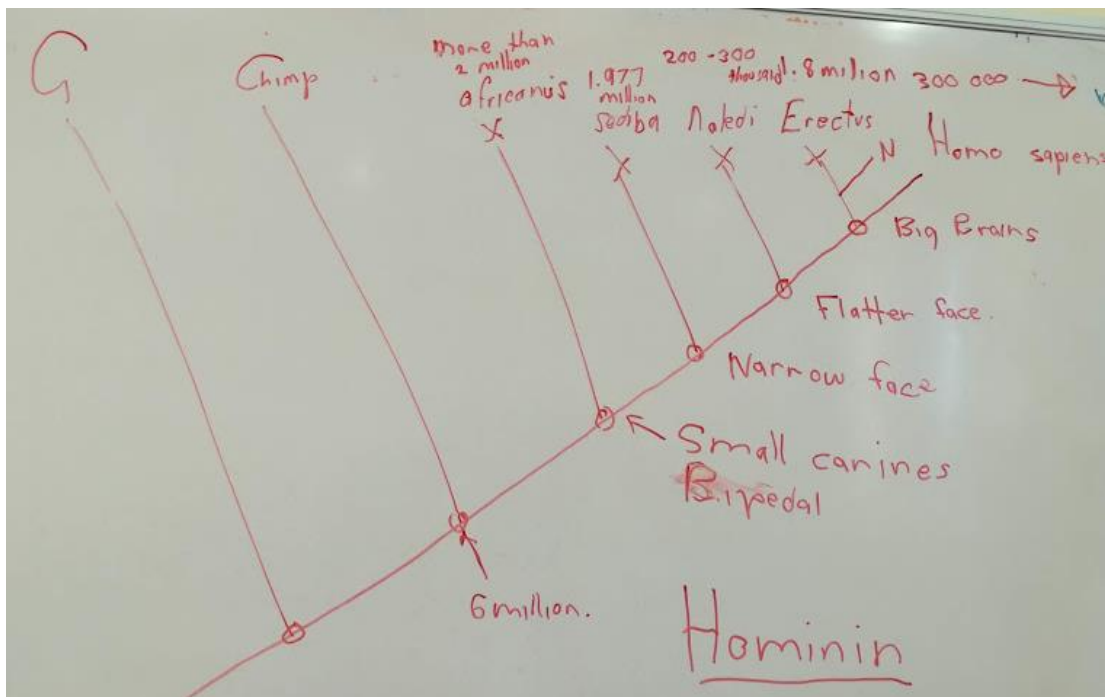 G
Chimp
more than
2 million
africanus
X
1.977
million
sediba
X
200 - 300
thousand
Naledi
X
1.8 million
Erectus
X
N
300 000
Homo sapiens
Big Brains
Flatter face.
Narrow face
Small canines
Bipedal
6 million.
Hominin